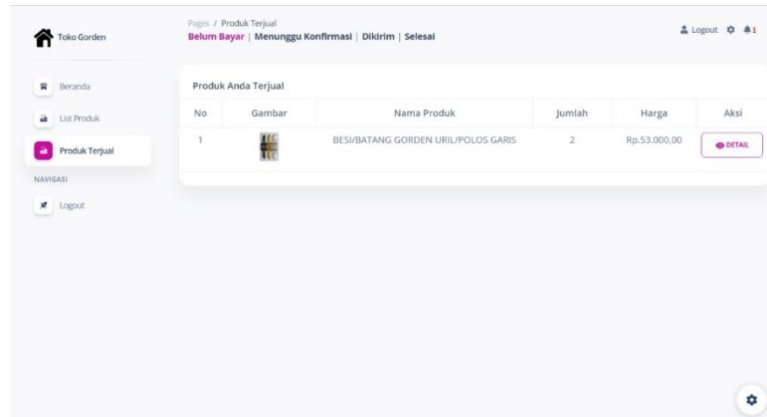 Toko Gorden
Pages / Produk Terjual
Belum Bayar | Menunggu Konfirmasi | Dikirim | Selesai
Logout 1
Beranda
List Produk
Produk Terjual
NAVIGASI
Logout
Produk Anda Terjual
No Gambar Nama Produk Jumlah Harga Aksi
1 BESI/BATANG GORDEN URIL/POLOS GARIS 2 Rp.53.000,00 DETAIL